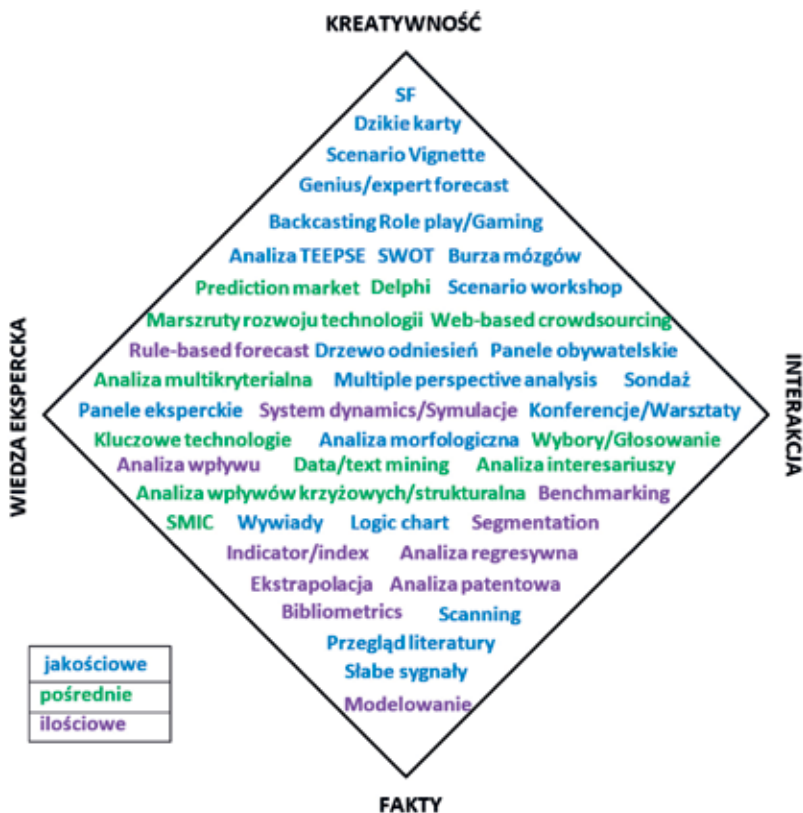 KREATYWNOŚĆ
SF
Dzikie karty
Scenario Vignette
Genius/expert forecast
Backcasting Role play/Gaming
Analiza TEEPSE SWOT Burza mózgów
Prediction market Delphi Scenario workshop
Marszruty rozwoju technologii Web-based crowdsourcing
Rule-based forecast Drzewo odniesień Panele obywatelskie
Analiza multikryterialna Multiple perspective analysis Sondaż
Panele eksperckie System dynamics/Symulacje Konferencje/Warsztaty
Kluczowe technologie Analiza morfologiczna Wybory/Głosowanie
Analiza wpływu Data/text mining Analiza interesariuszy
Analiza wpływów krzyżowych/strukturalna Benchmarking
SMIC Wywiady Logic chart Segmentation
Indicator/index Analiza regresywna
Ekstrapolacja Analiza patentowa
Bibliometrics Scanning
Przegląd literatury
Słabe sygnały
Modelowanie
WIEDZA EKSPERCKA
INTERAKCJA
jakościowe
pośrednie
ilościowe
FAKTY